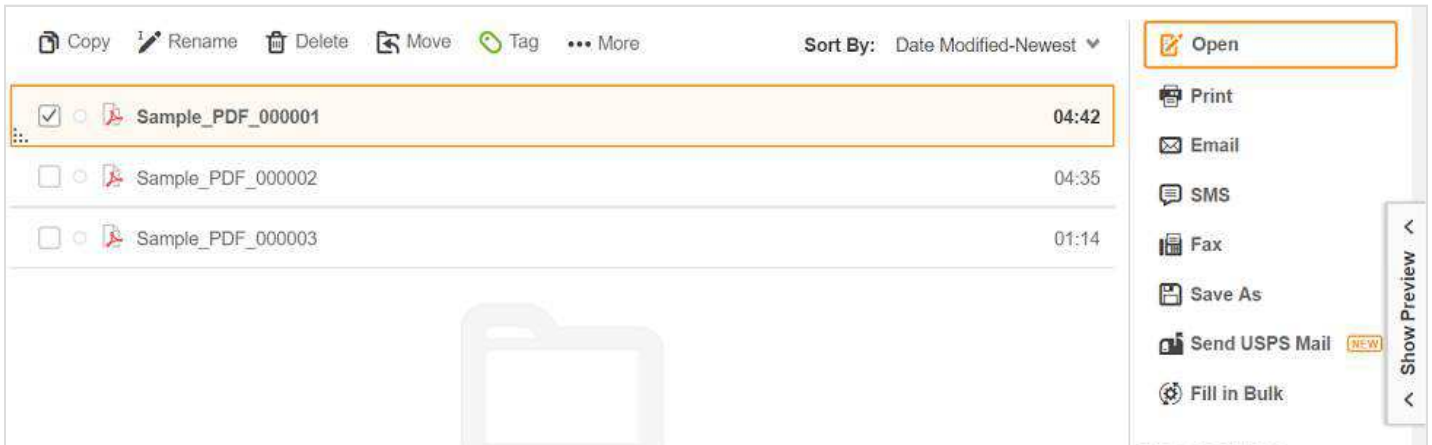 Copy Rename Delete Move Tag ••• More Sort By: Date Modified-Newest
Sample_PDF_000001 04:42
Sample_PDF_000002 04:35
Sample_PDF_000003 01:14
Open
Print
Email
SMS
Fax
Save As
Send USPS Mail NEW
Fill in Bulk
Show Preview